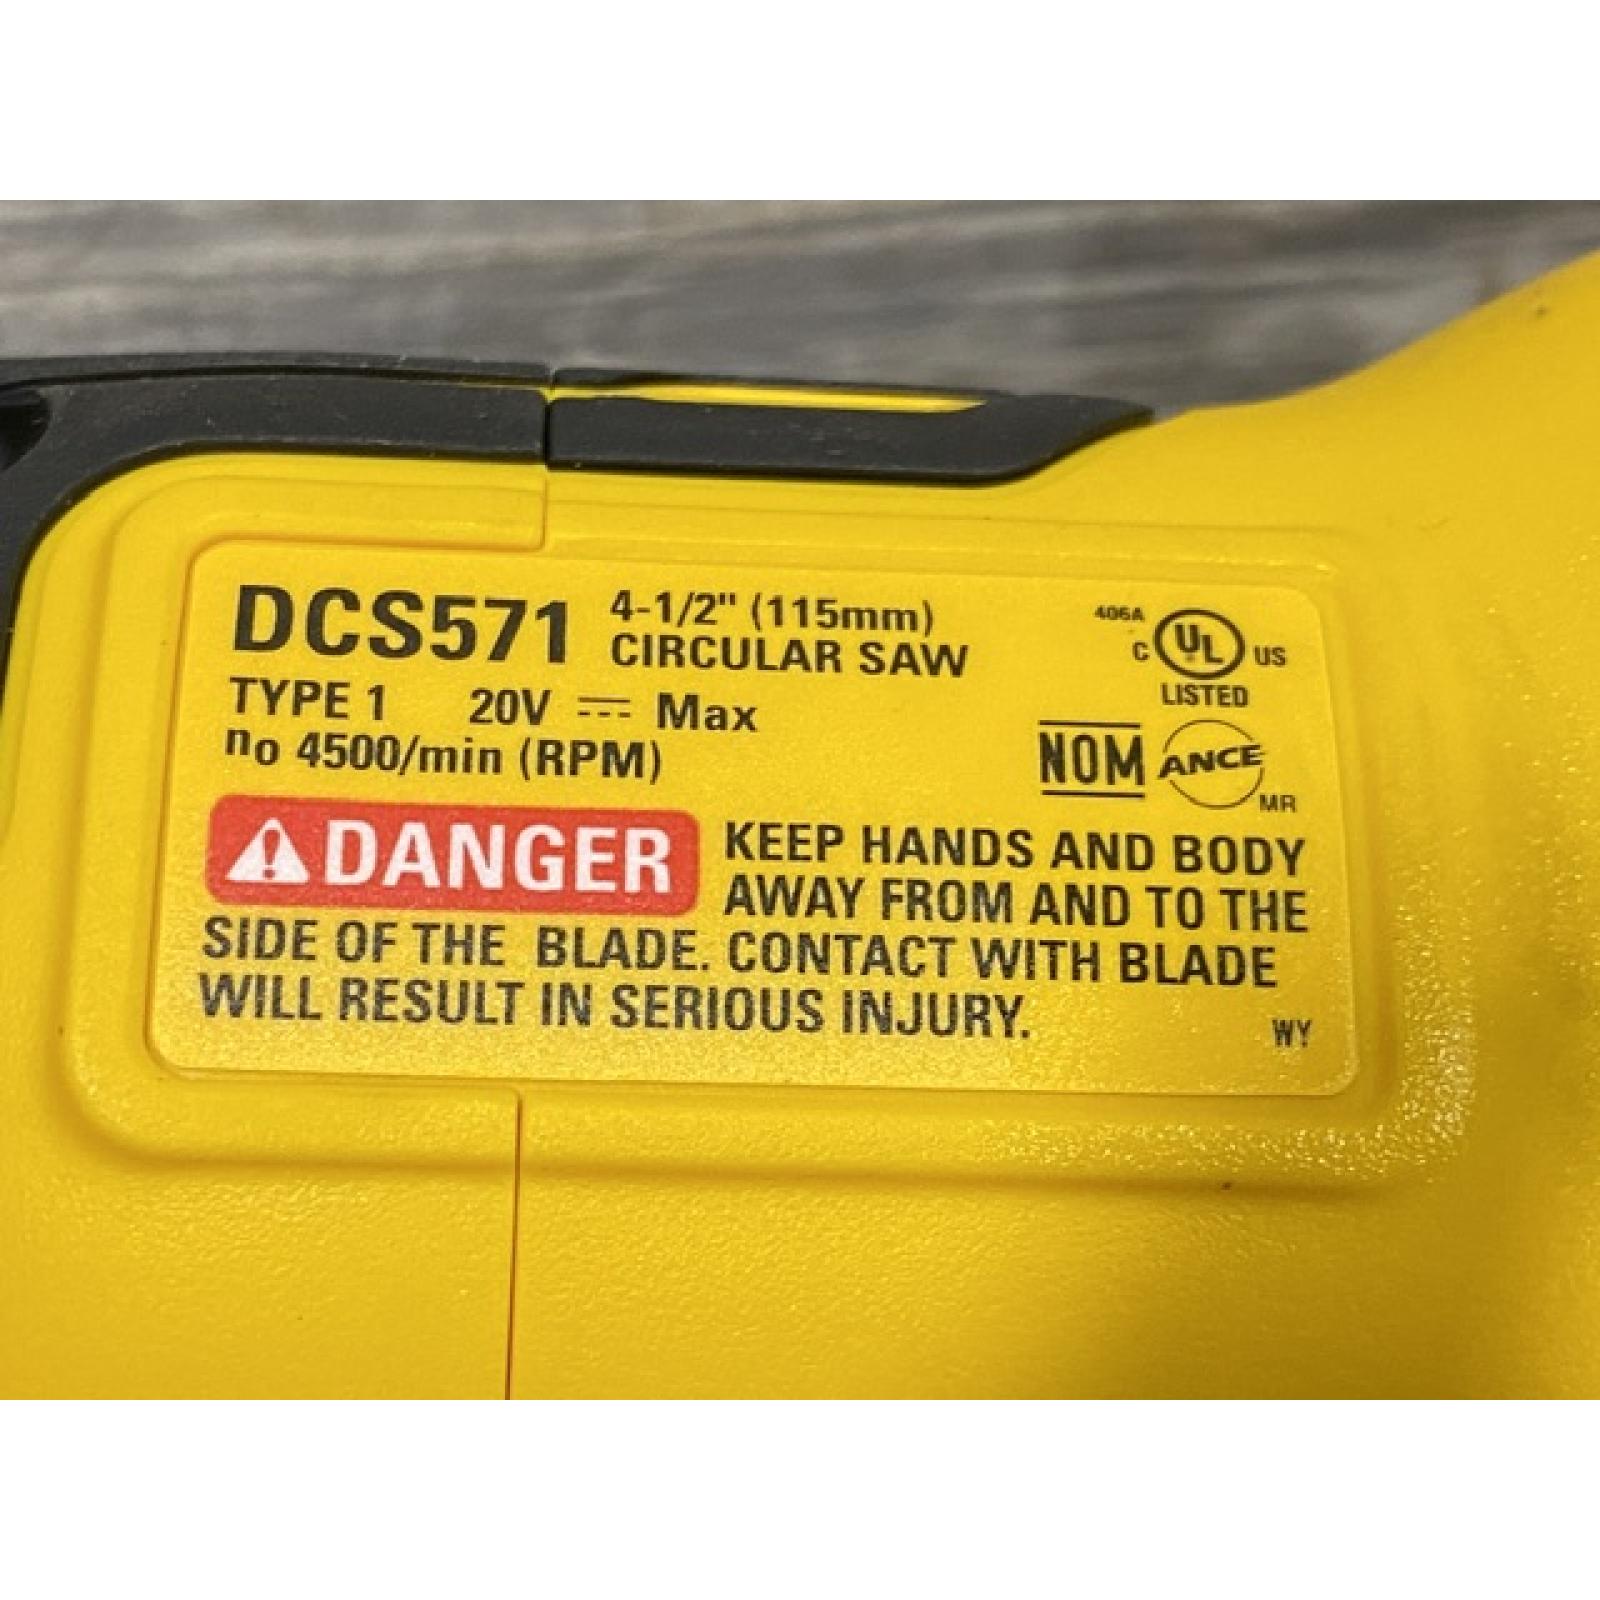 DCS571 4-1/2" (115mm)
CIRCULAR SAW
406A
C UL US
LISTED
TYPE 1 20V Max
no 4500/min (RPM)
NOM ANCE
MR
DANGER KEEP HANDS AND BODY
AWAY FROM AND TO THE
SIDE OF THE BLADE. CONTACT WITH BLADE
WILL RESULT IN SERIOUS INJURY.
WY